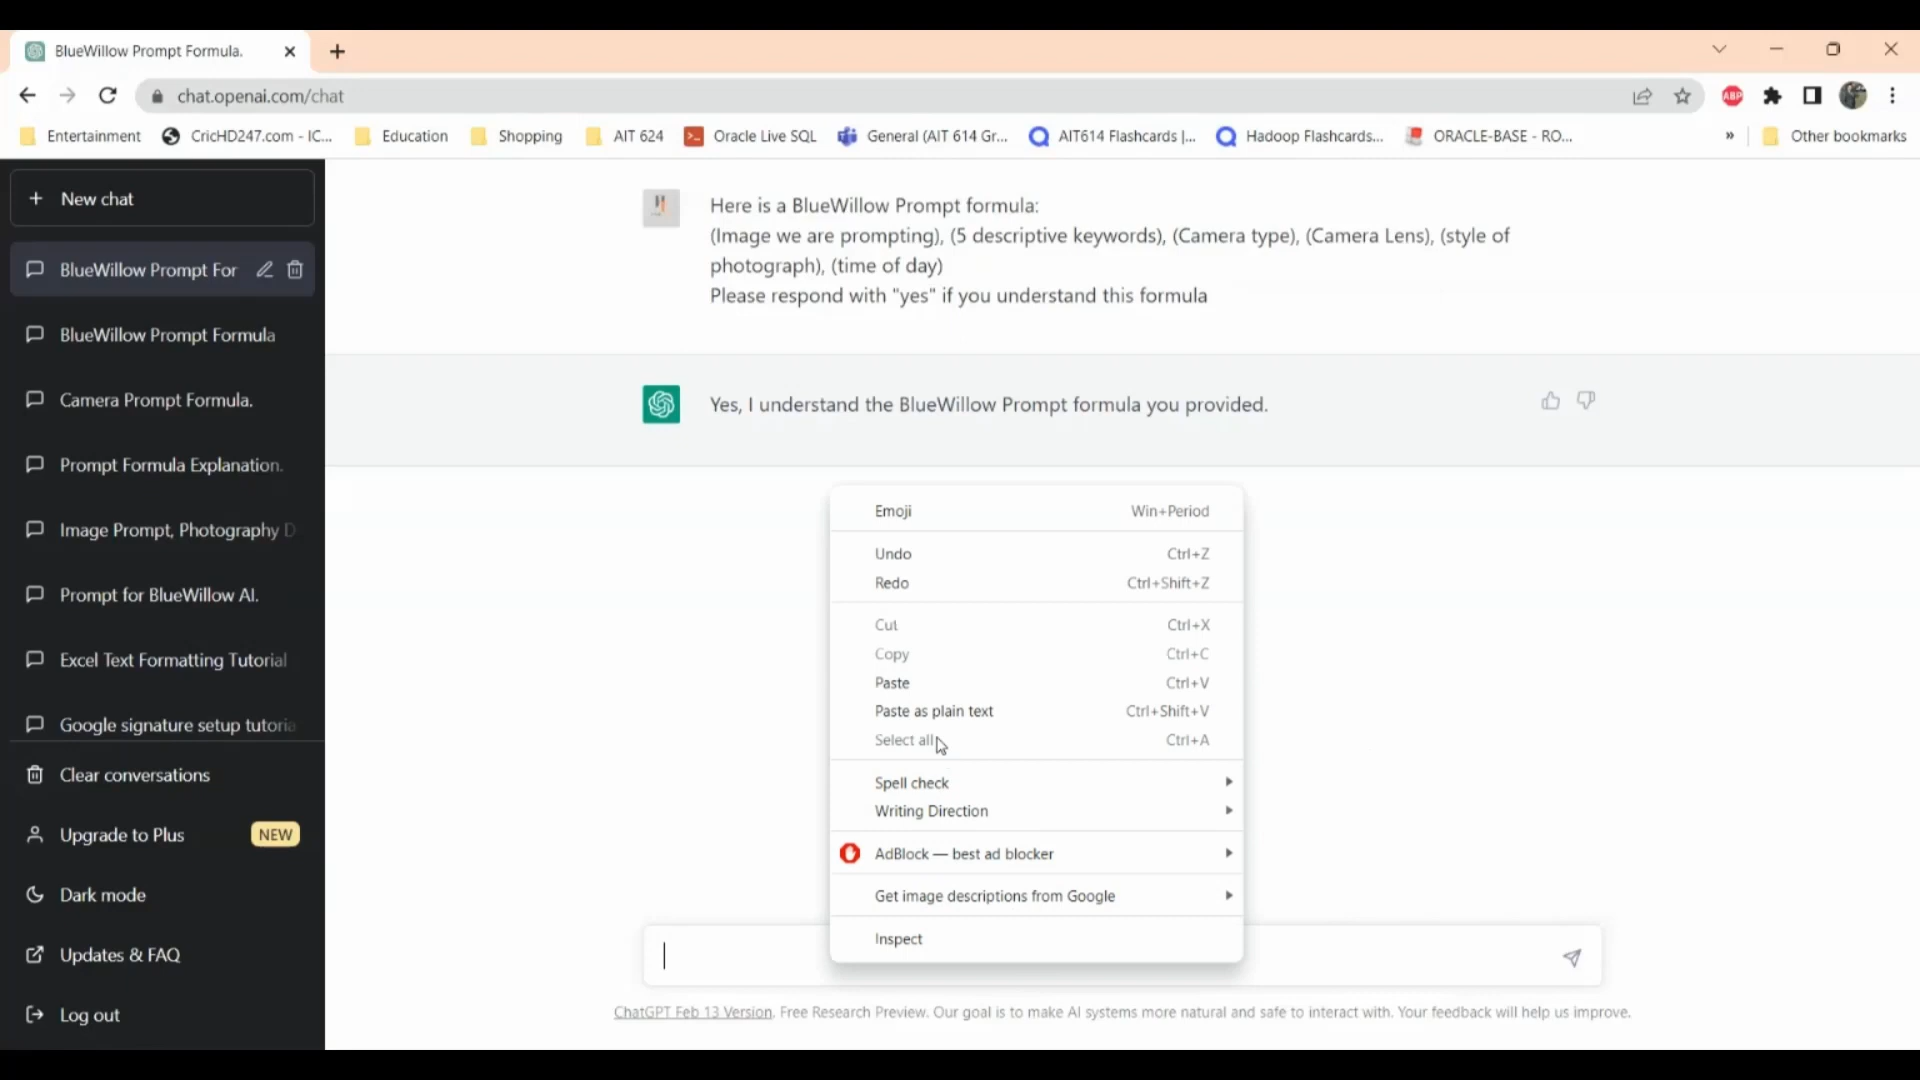 BlueWillow Prompt Formula.
chat.openai.com/chat
ABP
Entertainment
CricHD247.com - IC...
Education
Shopping
AIT 624
Oracle Live SQL
General (AIT 614 Gr...
AIT614 Flashcards |...
Hadoop Flashcards...
ORACLE-BASE - RO...
»
Other bookmarks
+ New chat
BlueWillow Prompt For
BlueWillow Prompt Formula
Camera Prompt Formula.
Prompt Formula Explanation.
Image Prompt, Photography D
Prompt for BlueWillow AI.
Excel Text Formatting Tutorial
Google signature setup tutoria
Clear conversations
Upgrade to Plus NEW
Dark mode
Updates & FAQ
Log out
Here is a BlueWillow Prompt formula:
(Image we are prompting), (5 descriptive keywords), (Camera type), (Camera Lens), (style of
photograph), (time of day)
Please respond with "yes" if you understand this formula
Yes, I understand the BlueWillow Prompt formula you provided.
Emoji Win+Period
Undo Ctrl+Z
Redo Ctrl+Shift+Z
Cut Ctrl+X
Copy Ctrl+C
Paste Ctrl+V
Paste as plain text Ctrl+Shift+V
Select all Ctrl+A
Spell check
Writing Direction
AdBlock — best ad blocker
Get image descriptions from Google
Inspect
ChatGPT Feb 13 Version. Free Research Preview. Our goal is to make AI systems more natural and safe to interact with. Your feedback will help us improve.